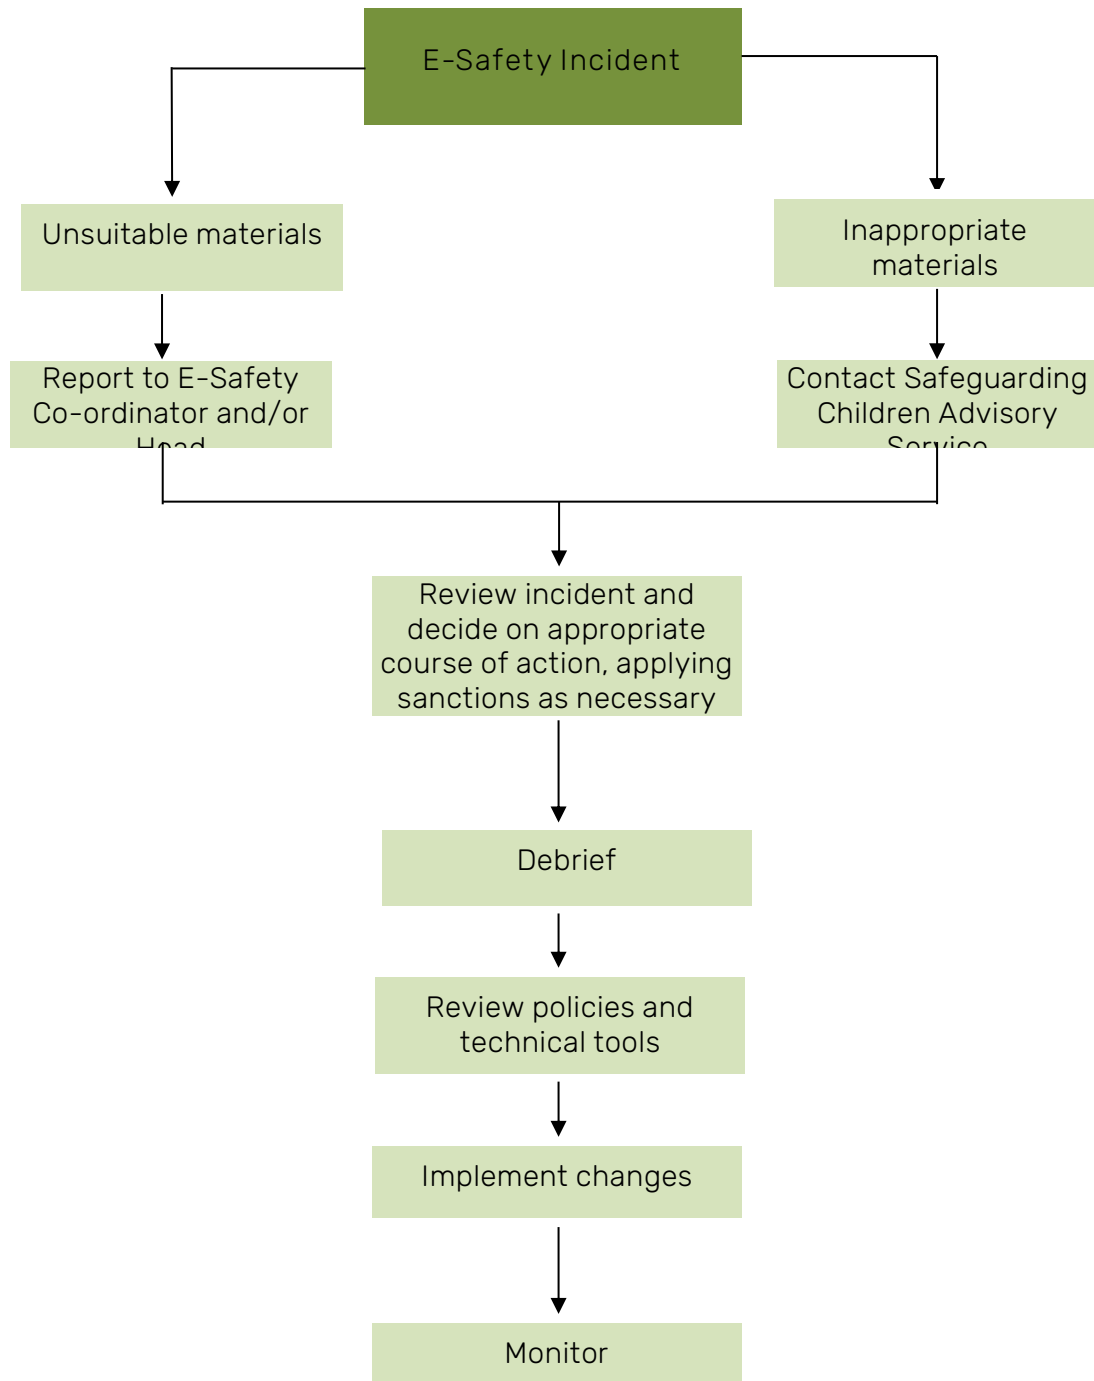 E-Safety Incident
Unsuitable materials
Inappropriate
materials
Report to E-Safety
Co-ordinator and/or
Head
Contact Safeguarding
Children Advisory
Service
Review incident and
decide on appropriate
course of action, applying
sanctions as necessary
Debrief
Review policies and
technical tools
Implement changes
Monitor